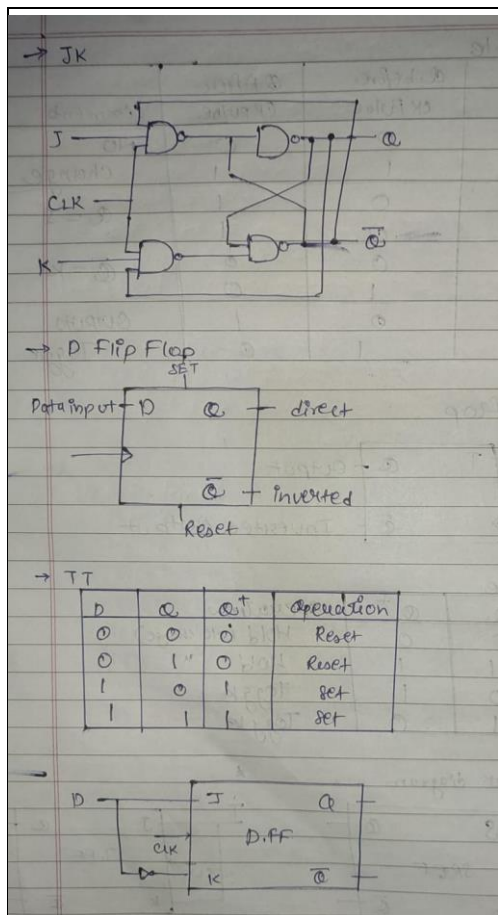 → JK
J
Q
CLK
K
Q̅
→ D Flip Flop
SET
Data input D Q direct
Q̅ inverted
Reset
→ TT
D Q Q⁺ Operation
0 0 0 Reset
0 1 0 Reset
1 0 1 Set
1 1 1 Set
D J Q
CLK D.FF
K Q̅